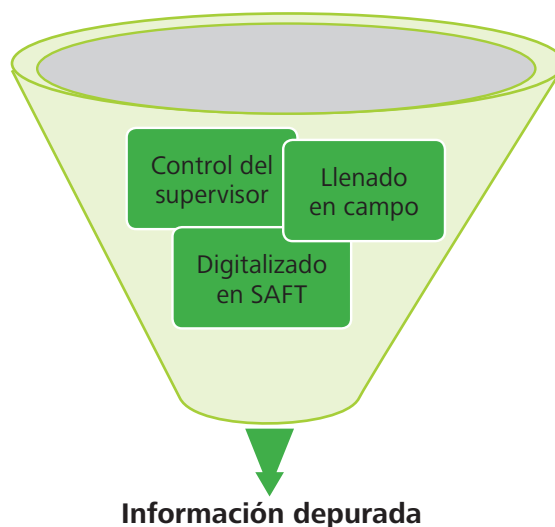 Control del
supervisor
Llenado
en campo
Digitalizado
en SAFT
Información depurada